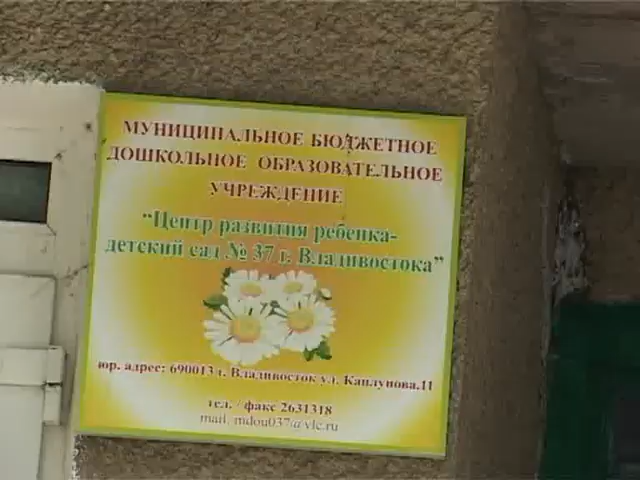 МУНИЦИПАЛЬНОЕ БЮДЖЕТНОЕ
ДОШКОЛЬНОЕ ОБРАЗОВАТЕЛЬНОЕ
УЧРЕЖДЕНИЕ
“Центр развития ребенка-
детский сад № 37 г. Владивостока”
юр. адрес: 690013 г. Владивосток ул. Каплунова.11
тел. / факс 2631318
mail. mdou037@vlc.ru